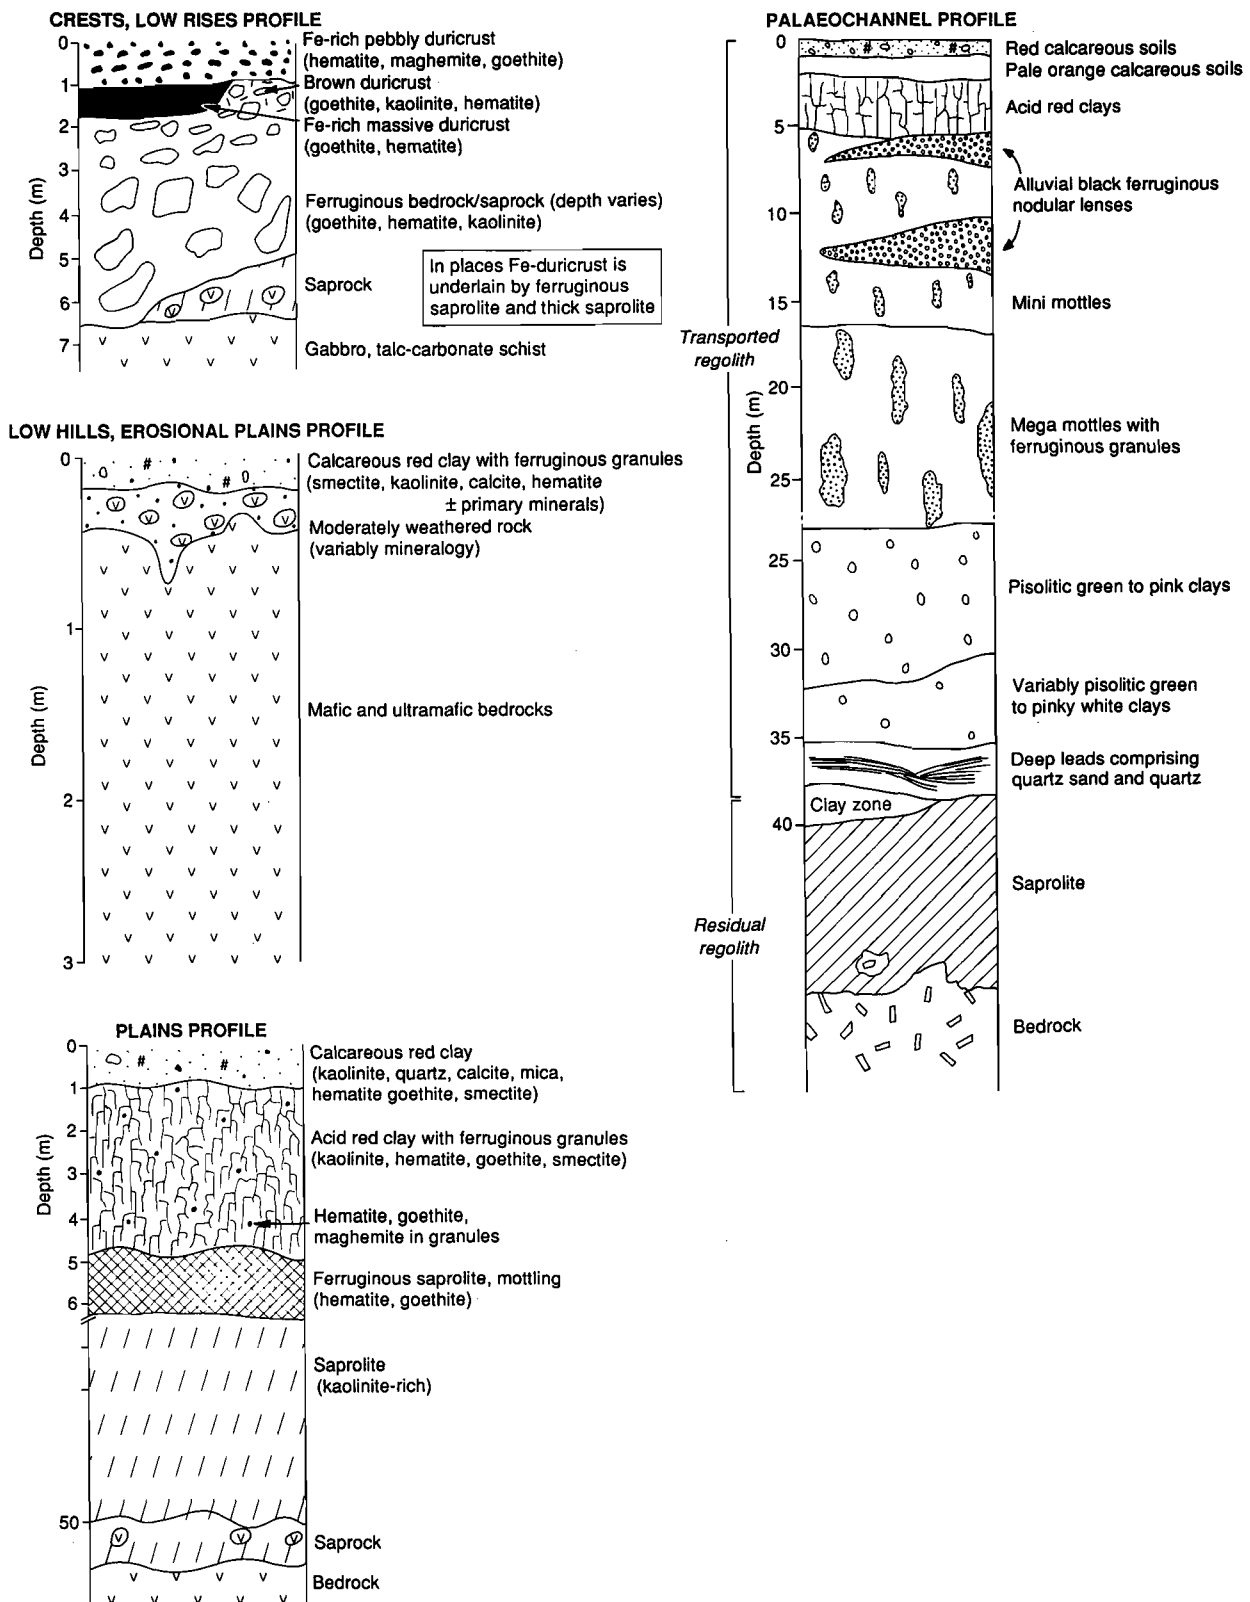 CRESTS, LOW RISES PROFILE
0
1
2
3
4
5
6
7
Depth (m)
Fe-rich pebbly duricrust
(hematite, maghemite, goethite)
Brown duricrust
(goethite, kaolinite, hematite)
Fe-rich massive duricrust
(goethite, hematite)
Ferruginous bedrock/saprock (depth varies)
(goethite, hematite, kaolinite)
Saprock
In places Fe-duricrust is
underlain by ferruginous
saprolite and thick saprolite
Gabbro, talc-carbonate schist
LOW HILLS, EROSIONAL PLAINS PROFILE
0
1
2
3
Depth (m)
Calcareous red clay with ferruginous granules
(smectite, kaolinite, calcite, hematite
± primary minerals)
Moderately weathered rock
(variably mineralogy)
Mafic and ultramafic bedrocks
PLAINS PROFILE
0
1
2
3
4
5
6
50
Depth (m)
Calcareous red clay
(kaolinite, quartz, calcite, mica,
hematite goethite, smectite)
Acid red clay with ferruginous granules
(kaolinite, hematite, goethite, smectite)
Hematite, goethite,
maghemite in granules
Ferruginous saprolite, mottling
(hematite, goethite)
Saprolite
(kaolinite-rich)
Saprock
Bedrock
PALAEOCHANNEL PROFILE
0
5
10
15
20
25
25
30
35
40
Depth (m)
Transported
regolith
Residual
regolith
Red calcareous soils
Pale orange calcareous soils
Acid red clays
Alluvial black ferruginous
nodular lenses
Mini mottles
Mega mottles with
ferruginous granules
Pisolitic green to pink clays
Variably pisolitic green
to pinky white clays
Deep leads comprising
quartz sand and quartz
Clay zone
Saprolite
Bedrock